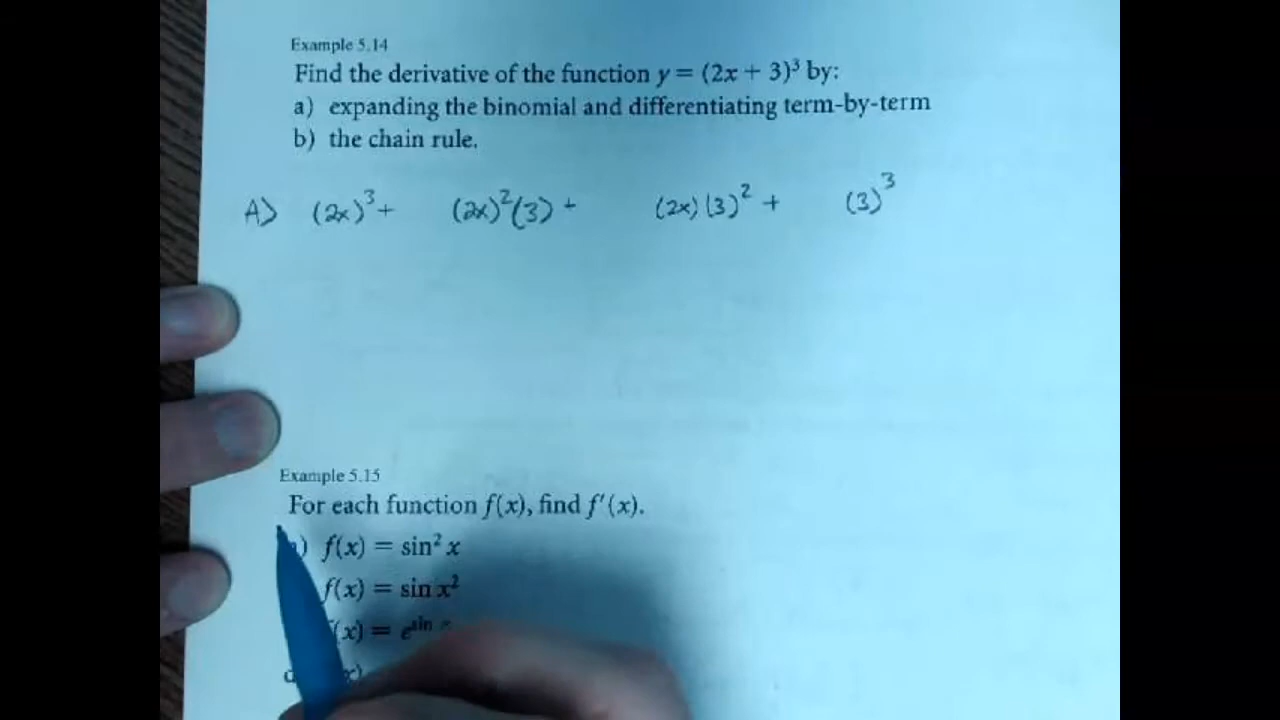 Example 5.14
Find the derivative of the function y = (2x + 3)³ by:
a) expanding the binomial and differentiating term-by-term
b) the chain rule.
A) (2x)³ + (2x)²(3) + (2x)(3)² + (3)³
Example 5.15
For each function f(x), find f′(x).
) f(x) = sin² x
f(x) = sin x²
(x) = e^sin